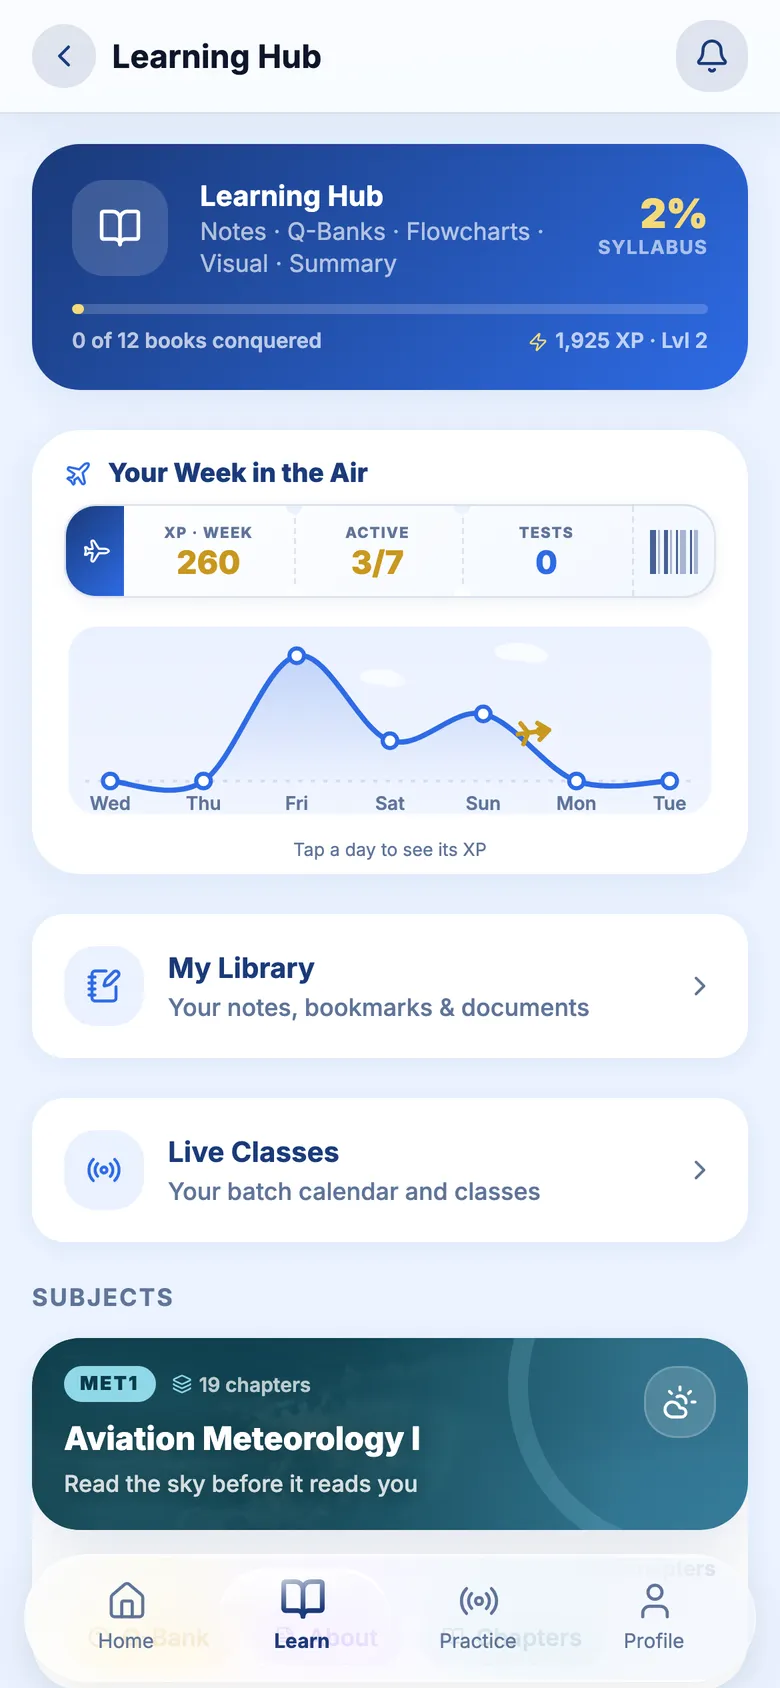 Learning Hub
Learning Hub
Notes · Q-Banks · Flowcharts ·
Visual · Summary
2%
SYLLABUS
0 of 12 books conquered
1,925 XP · Lvl 2
Your Week in the Air
XP · WEEK
260
ACTIVE
3/7
TESTS
0
Wed Thu Fri Sat Sun Mon Tue
Tap a day to see its XP
My Library
Your notes, bookmarks & documents
Live Classes
Your batch calendar and classes
SUBJECTS
MET1
19 chapters
Aviation Meteorology I
Read the sky before it reads you
Bank
About
Chapters
Home
Learn
Practice
Profile